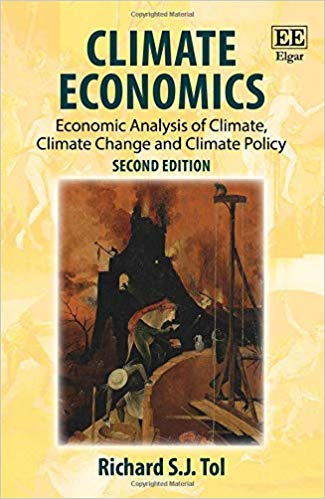 EE
Elgar
CLIMATE
ECONOMICS
Economic Analysis of Climate,
Climate Change and Climate Policy
SECOND EDITION
Richard S.J. Tol